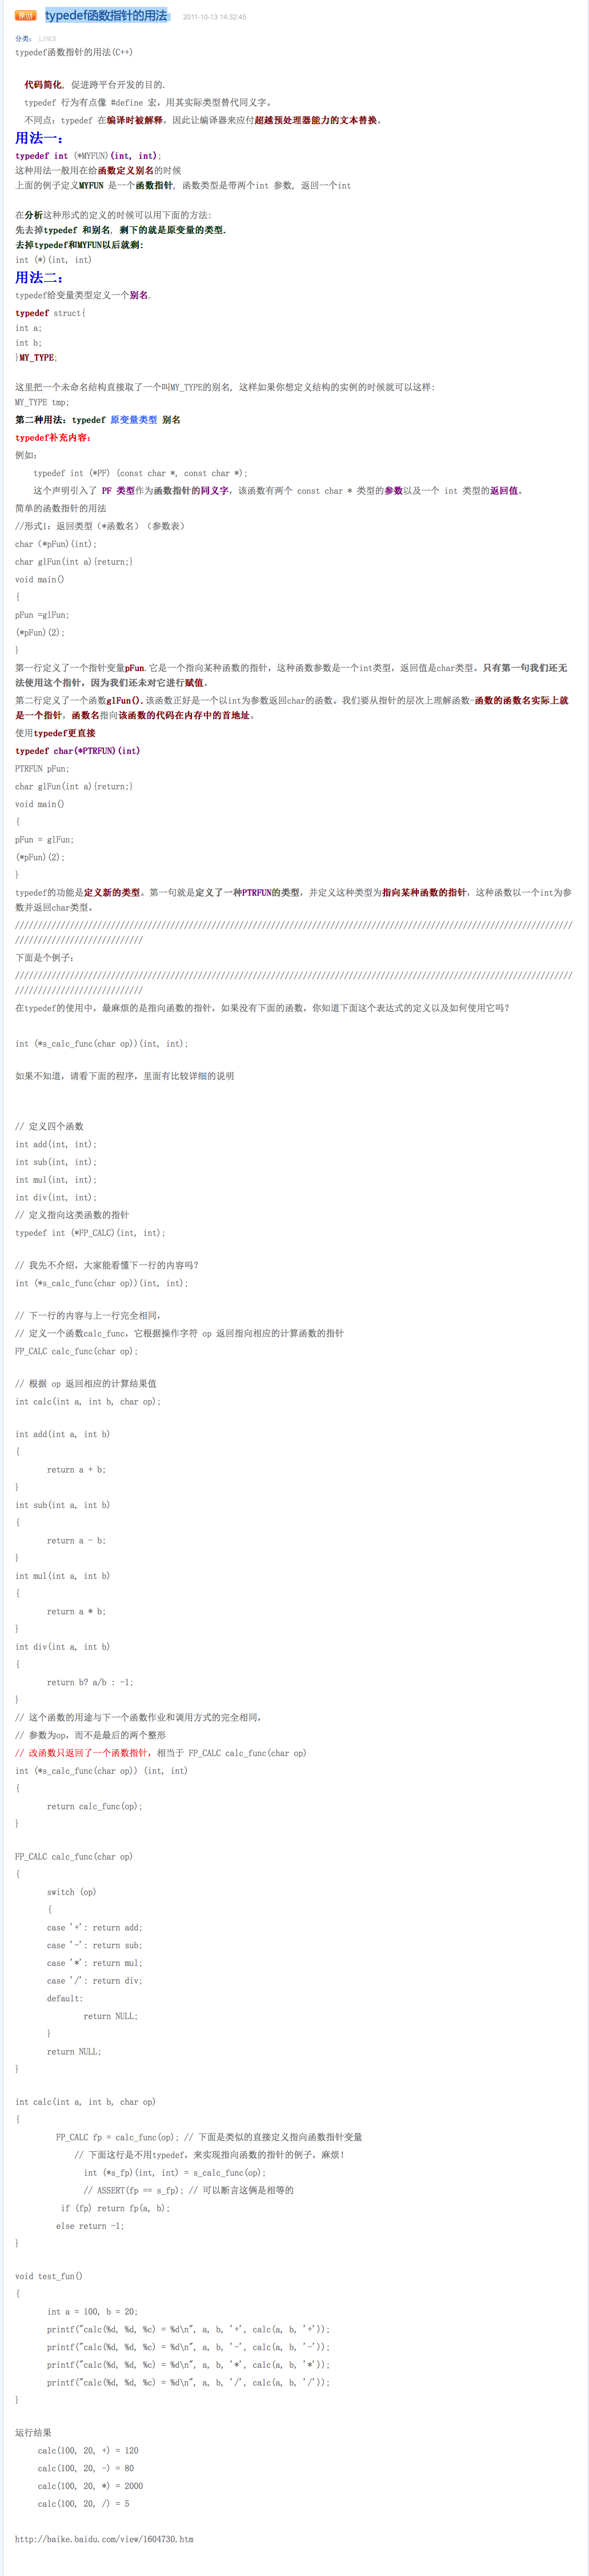 原创 typedef函数指针的用法 2011-10-13 14:32:45
分类： LINUX
typedef函数指针的用法(C++)
代码简化, 促进跨平台开发的目的.
typedef 行为有点像 #define 宏，用其实际类型替代同义字。
不同点：typedef 在编译时被解释，因此让编译器来应付超越预处理器能力的文本替换。
用法一：
typedef int (*MYFUN)(int, int);
这种用法一般用在给函数定义别名的时候
上面的例子定义MYFUN 是一个函数指针, 函数类型是带两个int 参数, 返回一个int
在分析这种形式的定义的时候可以用下面的方法:
先去掉typedef 和别名, 剩下的就是原变量的类型.
去掉typedef和MYFUN以后就剩:
int (*)(int, int)
用法二：
typedef给变量类型定义一个别名.
typedef struct{
int a;
int b;
}MY_TYPE;
这里把一个未命名结构直接取了一个叫MY_TYPE的别名, 这样如果你想定义结构的实例的时候就可以这样:
MY_TYPE tmp;
第二种用法：typedef 原变量类型 别名
typedef补充内容：
例如：
typedef int (*PF) (const char *, const char *);
这个声明引入了 PF 类型作为函数指针的同义字，该函数有两个 const char * 类型的参数以及一个 int 类型的返回值。
简单的函数指针的用法
//形式1：返回类型（*函数名）（参数表）
char（*pFun)(int);
char glFun(int a){return;}
void main()
{
pFun =glFun;
(*pFun)(2);
}
第一行定义了一个指针变量pFun.它是一个指向某种函数的指针，这种函数参数是一个int类型，返回值是char类型。只有第一句我们还无
法使用这个指针，因为我们还未对它进行赋值。
第二行定义了一个函数glFun().该函数正好是一个以int为参数返回char的函数。我们要从指针的层次上理解函数-函数的函数名实际上就
是一个指针，函数名指向该函数的代码在内存中的首地址。
使用typedef更直接
typedef char(*PTRFUN)(int)
PTRFUN pFun;
char glFun(int a){return;}
void main()
{
pFun = glFun;
(*pFun)(2);
}
typedef的功能是定义新的类型。第一句就是定义了一种PTRFUN的类型，并定义这种类型为指向某种函数的指针，这种函数以一个int为参
数并返回char类型。
//////////////////////////////////////////////////////////////////////////////////////////////////////////////////////////
////////////////////////////
下面是个例子：
//////////////////////////////////////////////////////////////////////////////////////////////////////////////////////////
////////////////////////////
在typedef的使用中，最麻烦的是指向函数的指针，如果没有下面的函数，你知道下面这个表达式的定义以及如何使用它吗？
int (*s_calc_func(char op))(int, int);
如果不知道，请看下面的程序，里面有比较详细的说明
// 定义四个函数
int add(int, int);
int sub(int, int);
int mul(int, int);
int div(int, int);
// 定义指向这类函数的指针
typedef int (*FP_CALC)(int, int);
// 我先不介绍，大家能看懂下一行的内容吗？
int (*s_calc_func(char op))(int, int);
// 下一行的内容与上一行完全相同，
// 定义一个函数calc_func，它根据操作字符 op 返回指向相应的计算函数的指针
FP_CALC calc_func(char op);
// 根据 op 返回相应的计算结果值
int calc(int a, int b, char op);
int add(int a, int b)
{
return a + b;
}
int sub(int a, int b)
{
return a - b;
}
int mul(int a, int b)
{
return a * b;
}
int div(int a, int b)
{
return b? a/b : -1;
}
// 这个函数的用途与下一个函数作业和调用方式的完全相同，
// 参数为op，而不是最后的两个整形
// 改函数只返回了一个函数指针，相当于 FP_CALC calc_func(char op)
int (*s_calc_func(char op)) (int, int)
{
return calc_func(op);
}
FP_CALC calc_func(char op)
{
switch (op)
{
case '+': return add;
case '-': return sub;
case '*': return mul;
case '/': return div;
default:
return NULL;
}
return NULL;
}
int calc(int a, int b, char op)
{
FP_CALC fp = calc_func(op); // 下面是类似的直接定义指向函数指针变量
// 下面这行是不用typedef，来实现指向函数的指针的例子，麻烦！
int (*s_fp)(int, int) = s_calc_func(op);
// ASSERT(fp == s_fp); // 可以断言这俩是相等的
if (fp) return fp(a, b);
else return -1;
}
void test_fun()
{
int a = 100, b = 20;
printf("calc(%d, %d, %c) = %d\n", a, b, '+', calc(a, b, '+'));
printf("calc(%d, %d, %c) = %d\n", a, b, '-', calc(a, b, '-'));
printf("calc(%d, %d, %c) = %d\n", a, b, '*', calc(a, b, '*'));
printf("calc(%d, %d, %c) = %d\n", a, b, '/', calc(a, b, '/'));
}
运行结果
calc(100, 20, +) = 120
calc(100, 20, -) = 80
calc(100, 20, *) = 2000
calc(100, 20, /) = 5
http://baike.baidu.com/view/1604730.htm